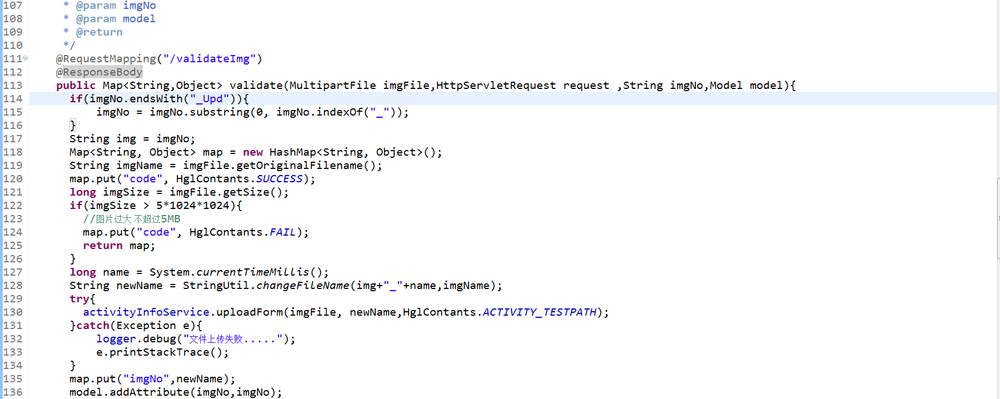 107      * @param imgNo
108      * @param model
109      * @return
110      */
111     @RequestMapping("/validateImg")
112     @ResponseBody
113     public Map<String,Object> validate(MultipartFile imgFile,HttpServletRequest request ,String imgNo,Model model){
114       if(imgNo.endsWith("_Upd")){
115           imgNo = imgNo.substring(0, imgNo.indexOf("_"));
116       }
117       String img = imgNo;
118       Map<String, Object> map = new HashMap<String, Object>();
119       String imgName = imgFile.getOriginalFilename();
120       map.put("code", HglContants.SUCCESS);
121       long imgSize = imgFile.getSize();
122       if(imgSize > 5*1024*1024){
123         //图片过大 不超过5MB
124         map.put("code", HglContants.FAIL);
125         return map;
126       }
127       long name = System.currentTimeMillis();
128       String newName = StringUtil.changeFileName(img+"_"+name,imgName);
129       try{
130         activityInfoService.uploadForm(imgFile, newName,HglContants.ACTIVITY_TESTPATH);
131       }catch(Exception e){
132           logger.debug("文件上传失败.....");
133           e.printStackTrace();
134       }
135       map.put("imgNo",newName);
136       model.addAttribute(imgNo,imgNo);